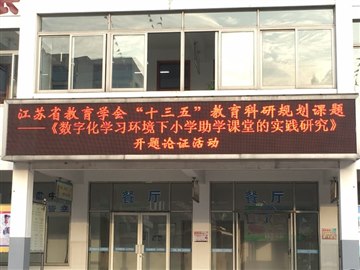 江苏省教育学会“十三五”教育科研规划课题
——《数字化学习环境下小学助学课堂的实践研究》
开题论证活动
餐厅
餐厅